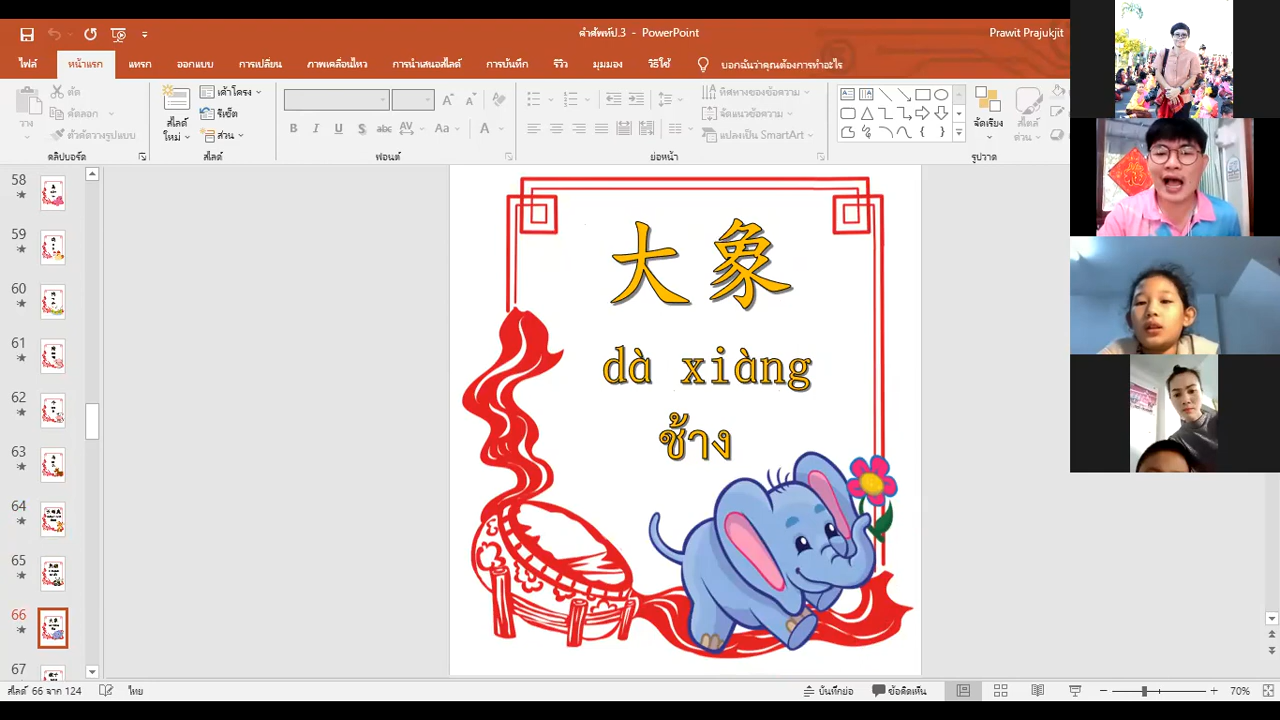 คำศัพท์ป.3 - PowerPoint
Prawit Prajukjit
ไฟล์ หน้าแรก แทรก ออกแบบ การเปลี่ยน ภาพเคลื่อนไหว การนำเสนอสไลด์ การบันทึก รีวิว มุมมอง วิธีใช้ บอกฉันว่าคุณต้องการทำอะไร
วาง
ตัด
คัดลอก
ตัวคัดวางรูปแบบ
คลิปบอร์ด
สไลด์
ใหม่
เค้าโครง
รีเซ็ต
ส่วน
สไลด์
B I U S abc AV Aa A
ฟอนต์
ทิศทางของข้อความ
จัดแนวข้อความ
แปลงเป็น SmartArt
ย่อหน้า
จัดเรียง
สไตล์
ด่วน
รูปวาด
58
59
60
61
62
63
64
65
66
67
大象
dà xiàng
ช้าง
สไลด์ 66 จาก 124
ไทย
บันทึกย่อ
ข้อคิดเห็น
70%